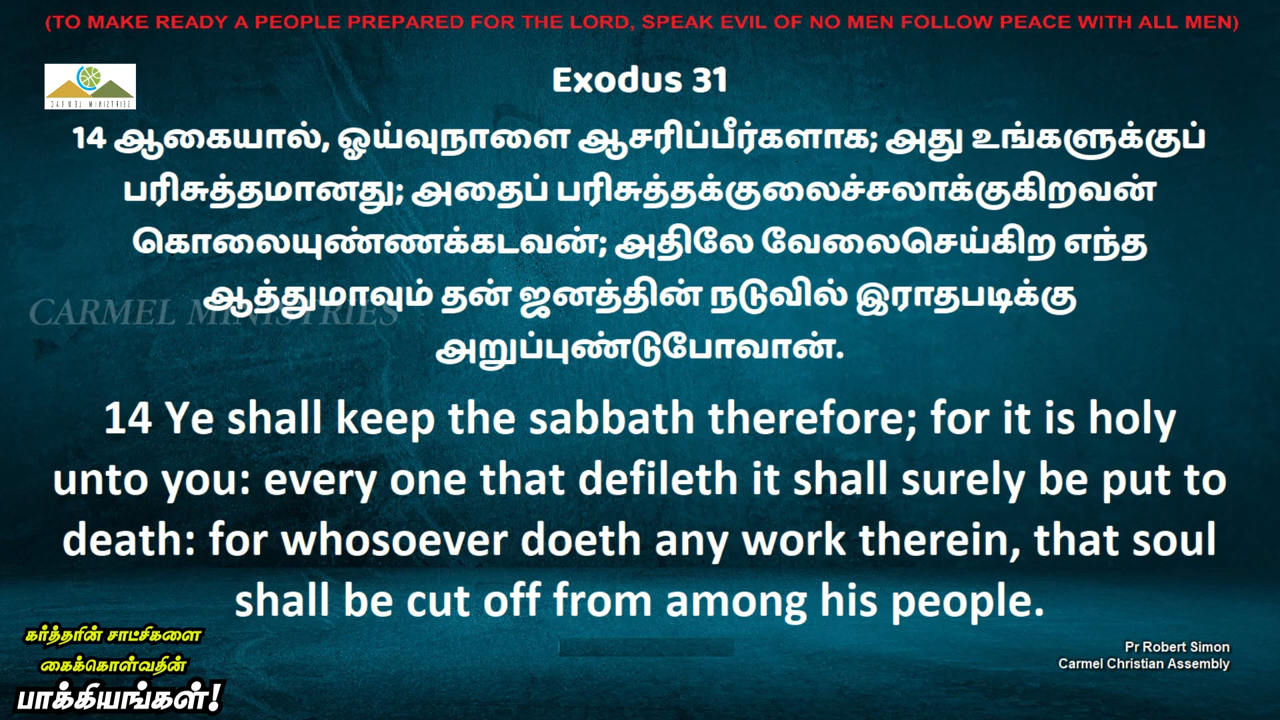 (TO MAKE READY A PEOPLE PREPARED FOR THE LORD, SPEAK EVIL OF NO MEN FOLLOW PEACE WITH ALL MEN)
CARMEL MINISTRIES
Exodus 31
14 ஆகையால், ஓய்வுநாளை ஆசரிப்பீர்களாக; அது உங்களுக்குப்
பரிசுத்தமானது; அதைப் பரிசுத்தக்குலைச்சலாக்குகிறவன்
கொலையுண்ணக்கடவன்; அதிலே வேலைசெய்கிற எந்த
ஆத்துமாவும் தன் ஜனத்தின் நடுவில் இராதபடிக்கு
CARMEL MINISTRIES
அறுப்புண்டுபோவான்.
14 Ye shall keep the sabbath therefore; for it is holy
unto you: every one that defileth it shall surely be put to
death: for whosoever doeth any work therein, that soul
shall be cut off from among his people.
கர்த்தரின் சாட்சிகளை
கைக்கொள்வதின்
பாக்கியங்கள்!
Pr Robert Simon
Carmel Christian Assembly